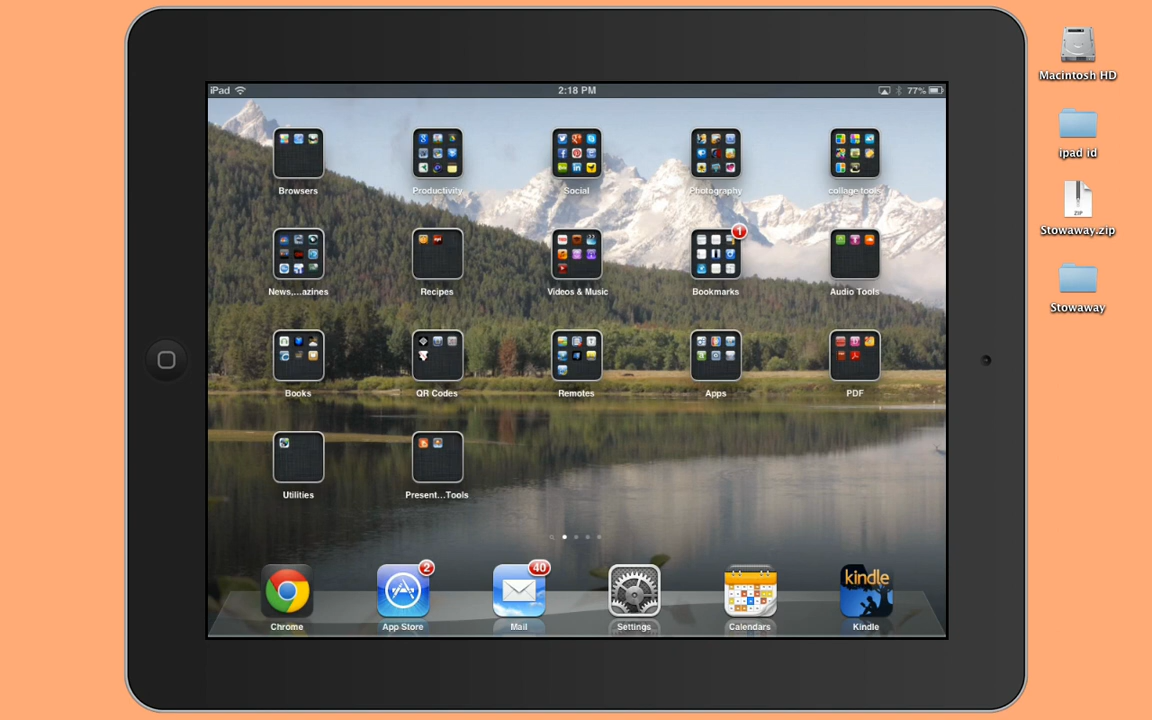 iPad 2:18 PM 77%
Macintosh HD
ipad id
ZIP
Stowaway.zip
Stowaway
Browsers Productivity Social Photography collage tools
1
News,...azines Recipes Videos & Music Bookmarks Audio Tools
Books QR Codes Remotes Apps PDF
Utilities Present...Tools
2 40
kindle
Chrome App Store Mail Settings Calendars Kindle